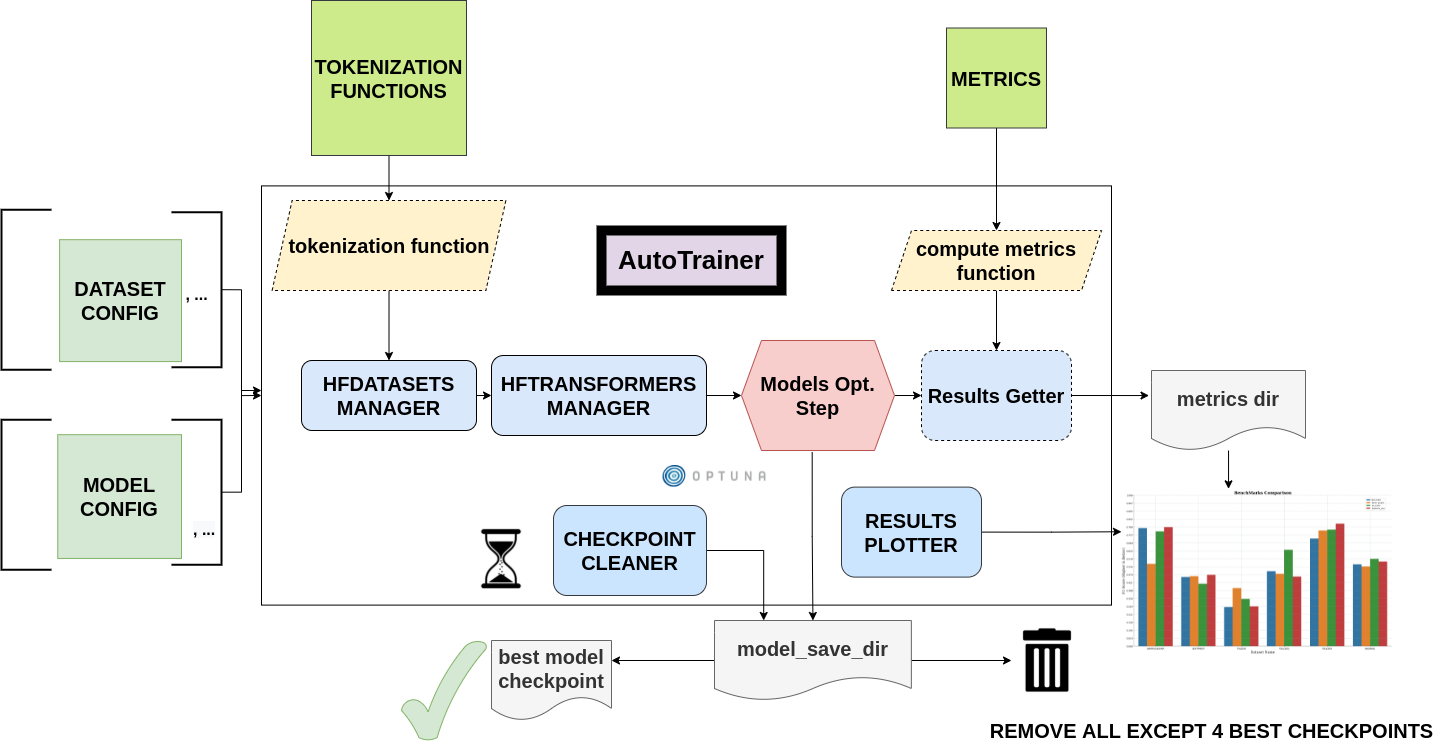 TOKENIZATION
FUNCTIONS
METRICS
tokenization function
AutoTrainer
compute metrics
function
DATASET
CONFIG
, ...
MODEL
CONFIG
, ...
HFDATASETS
MANAGER
HFTRANSFORMERS
MANAGER
Models Opt.
Step
Results Getter
metrics dir
OPTUNA
CHECKPOINT
CLEANER
RESULTS
PLOTTER
BenchMarks Comparison
best model
checkpoint
model_save_dir
REMOVE ALL EXCEPT 4 BEST CHECKPOINTS